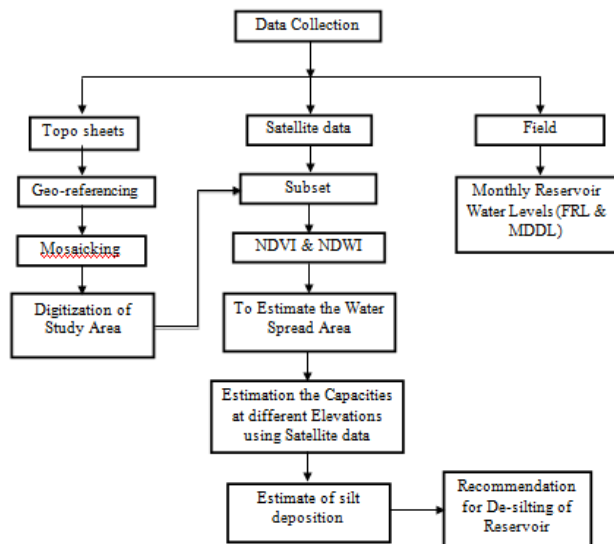 Data Collection
Topo sheets
Satellite data
Field
Geo-referencing
Subset
Monthly Reservoir
Water Levels (FRL &
MDDL)
Mosaicking
NDVI & NDWI
Digitization of
Study Area
To Estimate the Water
Spread Area
Estimation the Capacities
at different Elevations
using Satellite data
Estimate of silt
deposition
Recommendation
for De-silting of
Reservoir